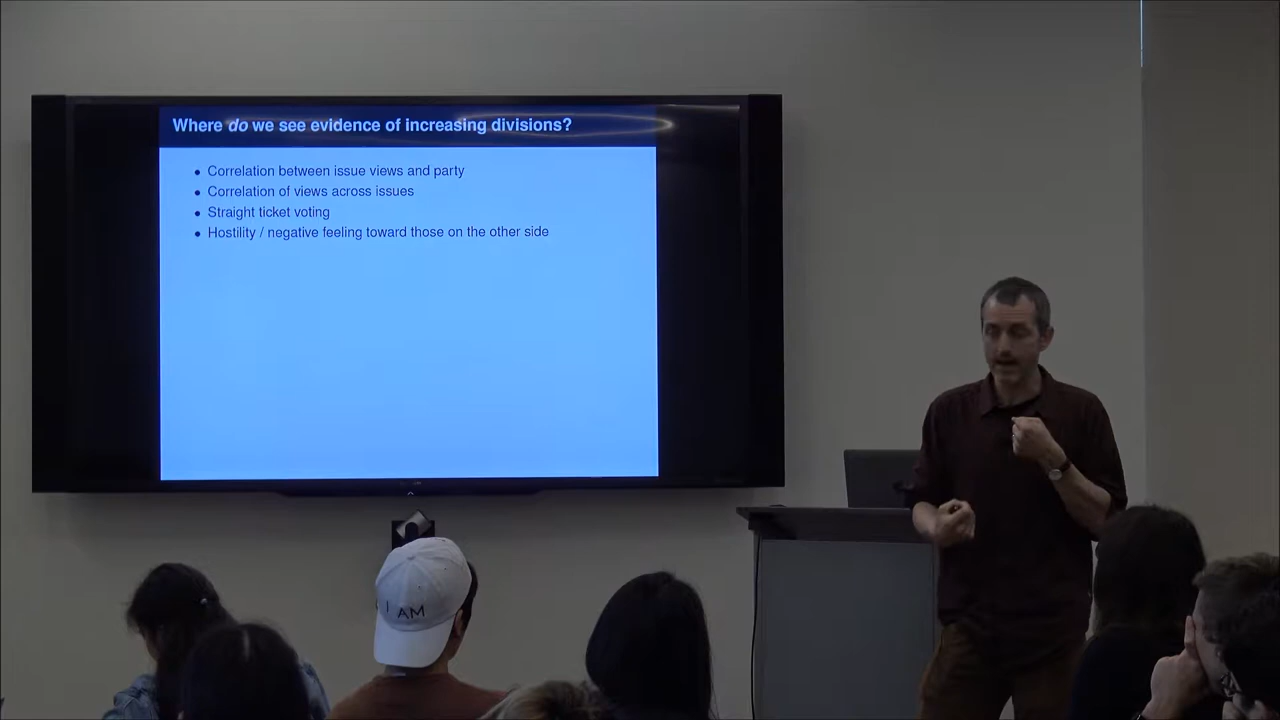 Where do we see evidence of increasing divisions?
• Correlation between issue views and party
• Correlation of views across issues
• Straight ticket voting
• Hostility / negative feeling toward those on the other side
I AM